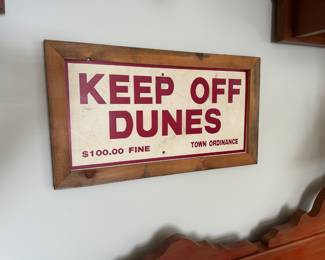 KEEP OFF
DUNES
$100.00 FINE TOWN ORDINANCE